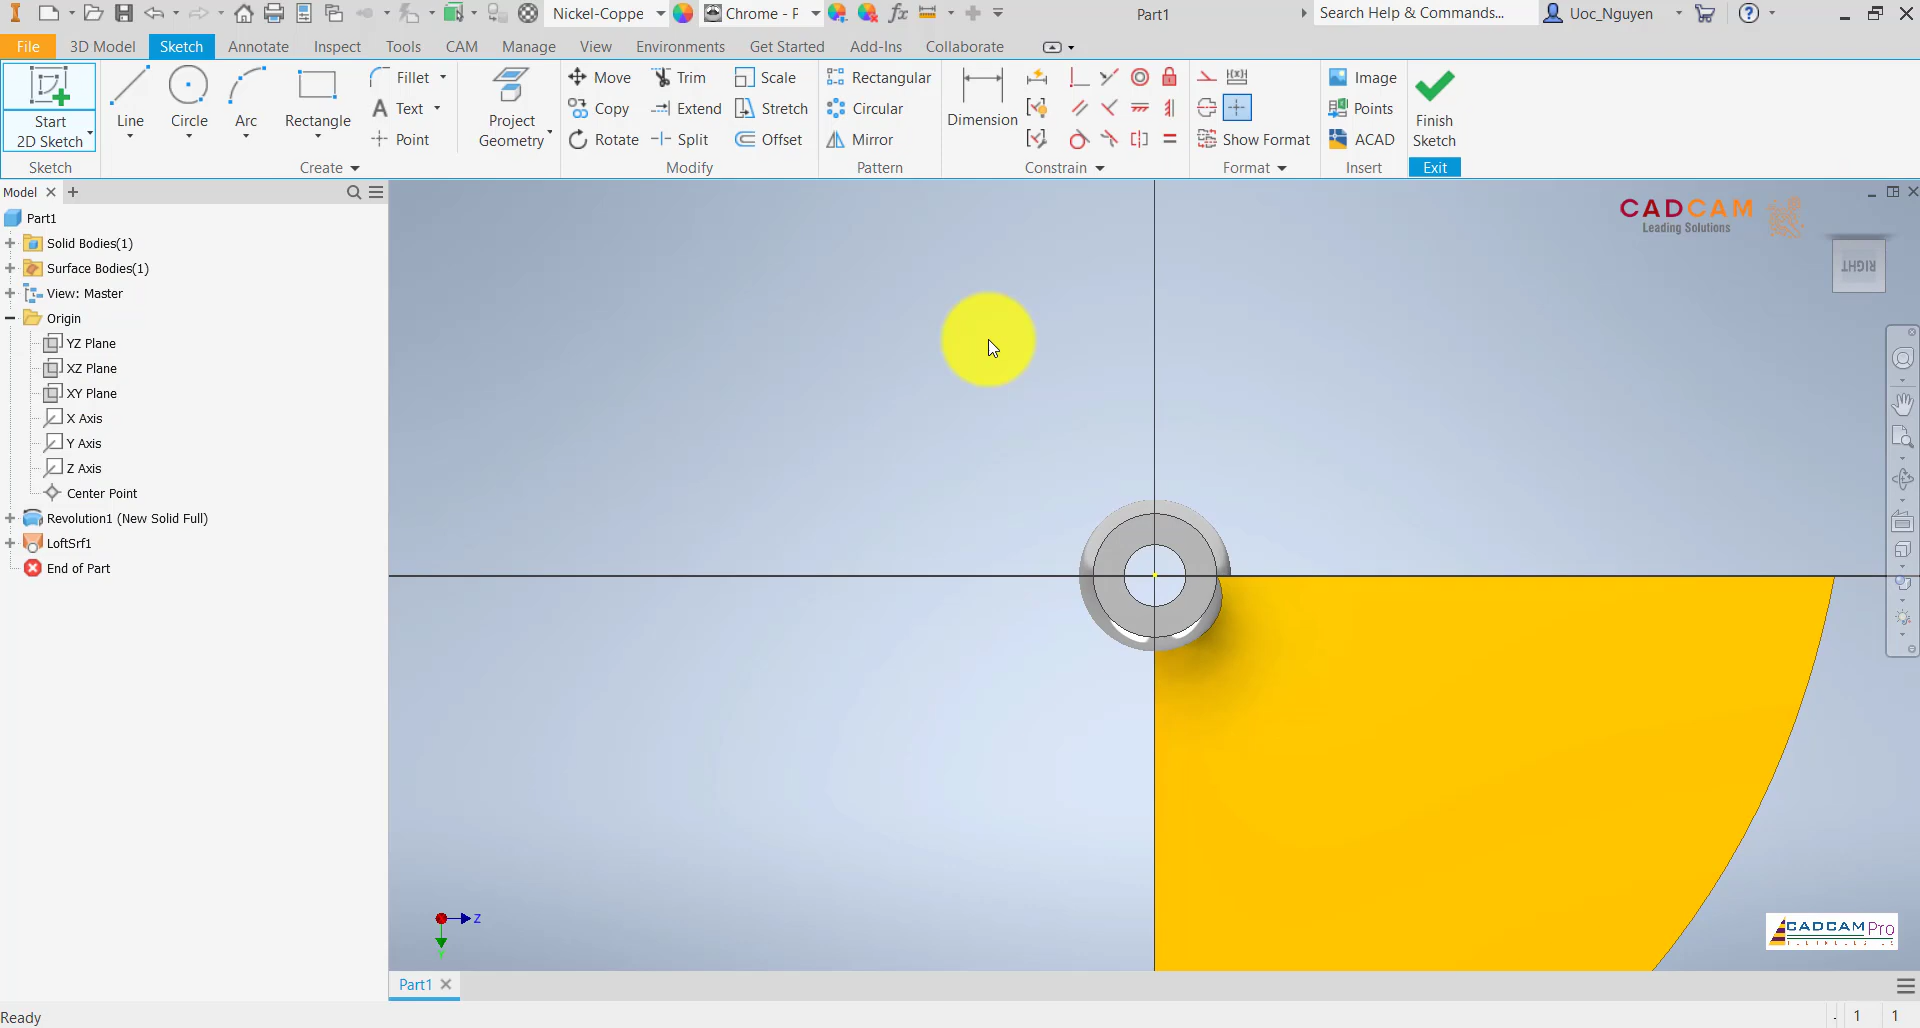 Nickel-Coppe
Chrome - P
Part1
Search Help & Commands...
Uoc_Nguyen
File
3D Model
Sketch
Annotate
Inspect
Tools
CAM
Manage
View
Environments
Get Started
Add-Ins
Collaborate
Start
2D Sketch
Line
Circle
Arc
Rectangle
Fillet
Text
Point
Project
Geometry
Move
Copy
Rotate
Trim
Extend
Split
Scale
Stretch
Offset
Rectangular
Circular
Mirror
Dimension
Show Format
Image
Points
ACAD
Finish
Sketch
Sketch
Create
Modify
Pattern
Constrain
Format
Insert
Exit
Model
Part1
Solid Bodies(1)
Surface Bodies(1)
View: Master
Origin
YZ Plane
XZ Plane
XY Plane
X Axis
Y Axis
Z Axis
Center Point
Revolution1 (New Solid Full)
LoftSrf1
End of Part
CADCAM
Leading Solutions
RIGHT
Z
Y
CADCAM Pro
Part1
Ready
1
1